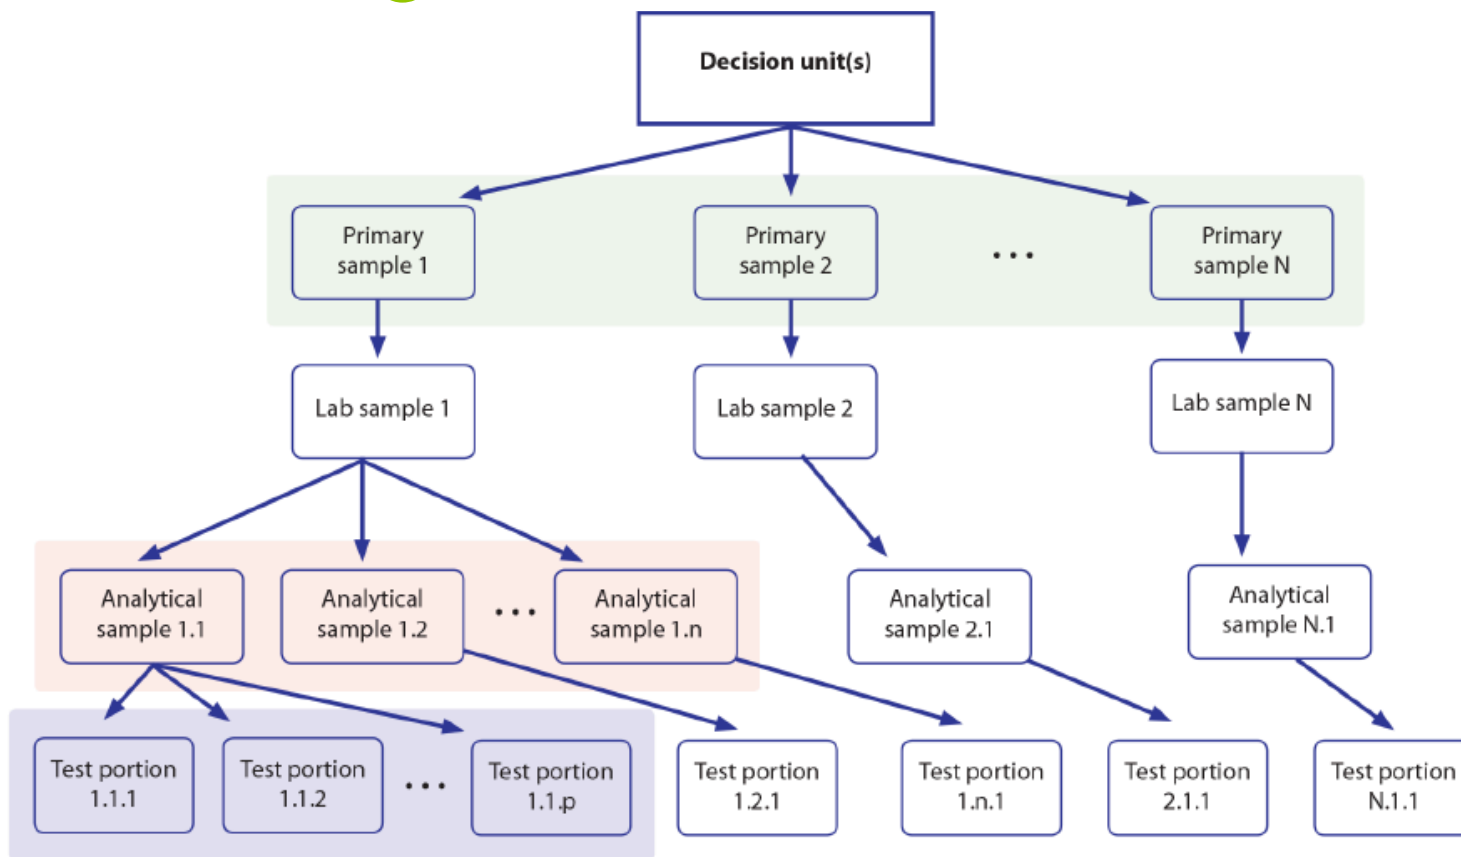 Decision unit(s)
Primary
sample 1
Primary
sample 2
...
Primary
sample N
Lab sample 1
Lab sample 2
Lab sample N
Analytical
sample 1.1
Analytical
sample 1.2
...
Analytical
sample 1.n
Analytical
sample 2.1
Analytical
sample N.1
Test portion
1.1.1
Test portion
1.1.2
...
Test portion
1.1.p
Test portion
1.2.1
Test portion
1.n.1
Test portion
2.1.1
Test portion
N.1.1